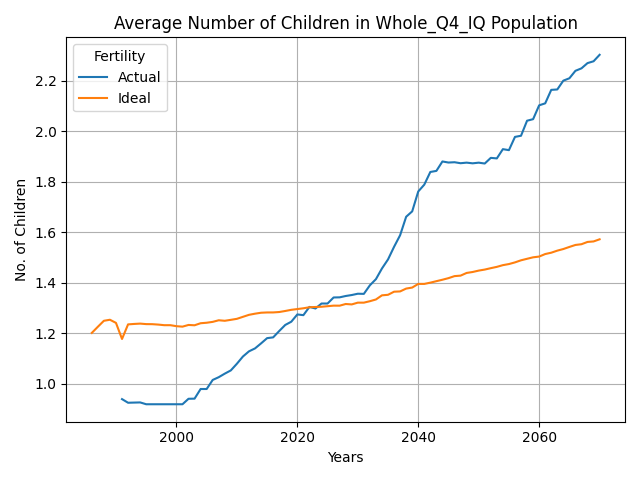 Average Number of Children in Whole_Q4_IQ Population
Fertility
Actual
Ideal
2.2
2.0
1.8
1.6
1.4
1.2
1.0
No. of Children
2000
2020
2040
2060
Years